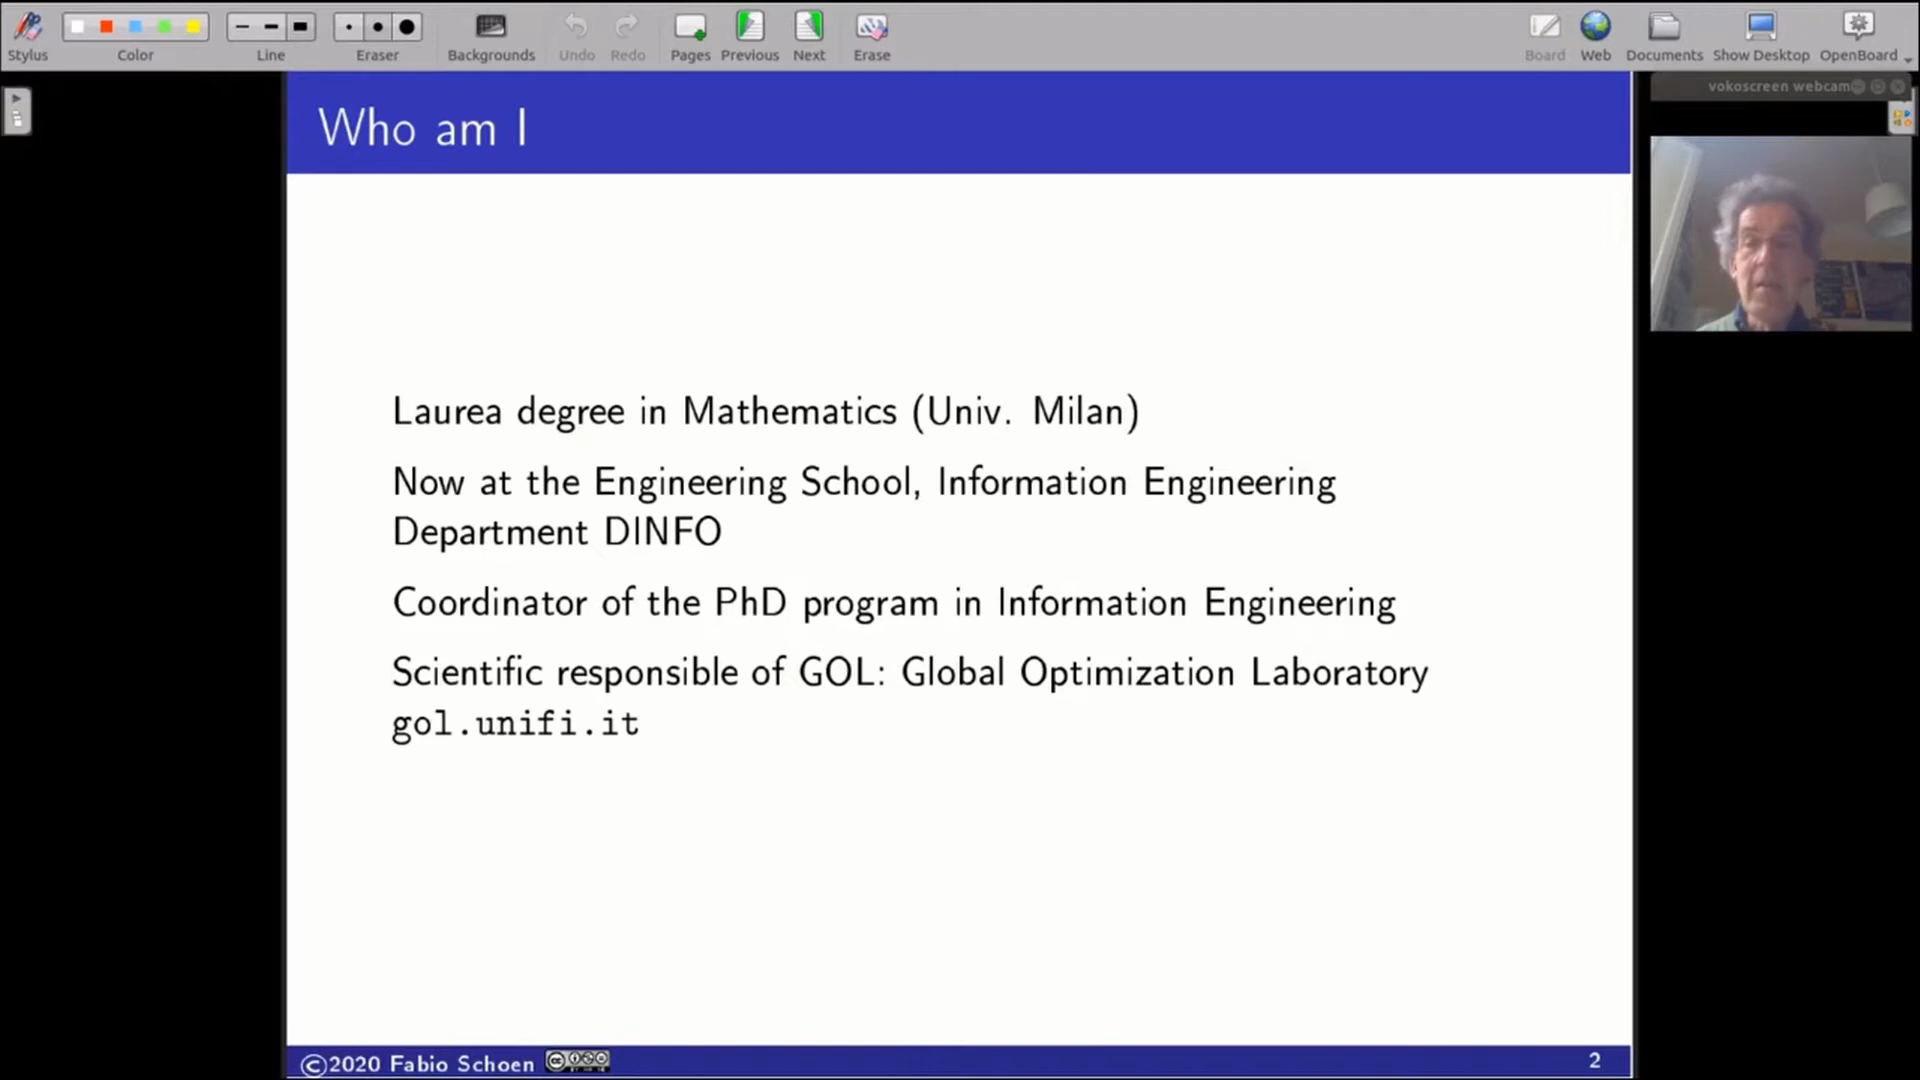 Stylus Color Line Eraser Backgrounds Undo Redo Pages Previous Next Erase Board Web Documents Show Desktop OpenBoard
vokoscreen webcam
Who am I
Laurea degree in Mathematics (Univ. Milan)
Now at the Engineering School, Information Engineering
Department DINFO
Coordinator of the PhD program in Information Engineering
Scientific responsible of GOL: Global Optimization Laboratory
gol.unifi.it
©2020 Fabio Schoen
2